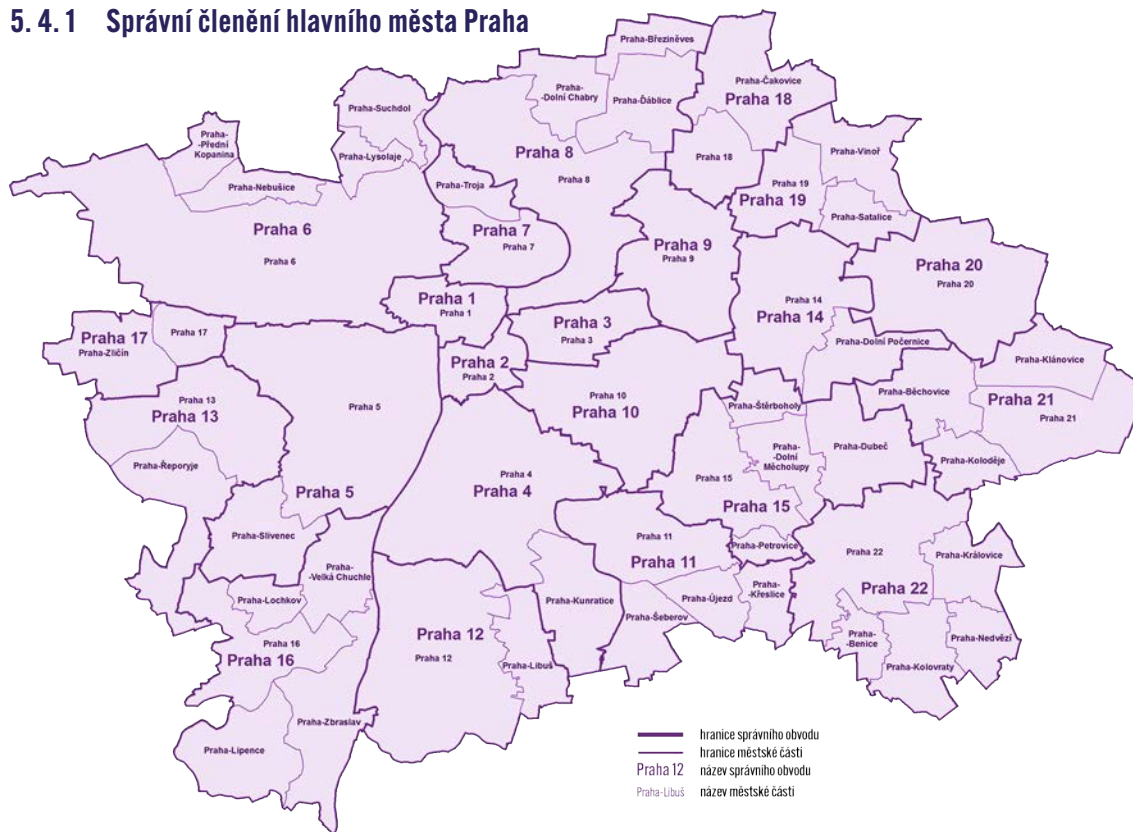 5. 4. 1 Správní členění hlavního města Praha
Praha-Březiněves
Praha-Čakovice
Praha 18
Praha-
-Dolní Chabry
Praha-Ďáblice
Praha-Suchdol
Praha-
-Přední
Kopanina
Praha-Lysolaje
Praha 8
Praha 8
Praha 18
Praha-Vinoř
Praha-Nebušice
Praha-Troja
Praha 19
Praha 19
Praha-Satalice
Praha 6
Praha 6
Praha 7
Praha 7
Praha 9
Praha 9
Praha 20
Praha 20
Praha 1
Praha 1
Praha 14
Praha 14
Praha 3
Praha 3
Praha-Dolní Počernice
Praha 17
Praha-Zličín
Praha 17
Praha 2
Praha 2
Praha-Klánovice
Praha-Běchovice
Praha 21
Praha 21
Praha 13
Praha 13
Praha 5
Praha 10
Praha 10
Praha-Štěrboholy
Praha-
-Dolní
Měcholupy
Praha-Dubeč
Praha-Koloděje
Praha-Řeporyje
Praha 5
Praha 4
Praha 4
Praha 15
Praha 15
Praha-Slivenec
Praha 11
Praha 11
Praha-Petrovice
Praha 22
Praha 22
Praha-Královice
Praha-
-Velká Chuchle
Praha-Lochkov
Praha-Kunratice
Praha-Šeberov
Praha-Újezd
Praha-
-Křeslice
Praha 16
Praha 16
Praha 12
Praha 12
Praha-Libuš
Praha-
-Benice
Praha-Kolovraty
Praha-Nedvězí
Praha-Zbraslav
Praha-Lipence
hranice správního obvodu
hranice městské části
Praha 12 název správního obvodu
Praha-Libuš název městské části